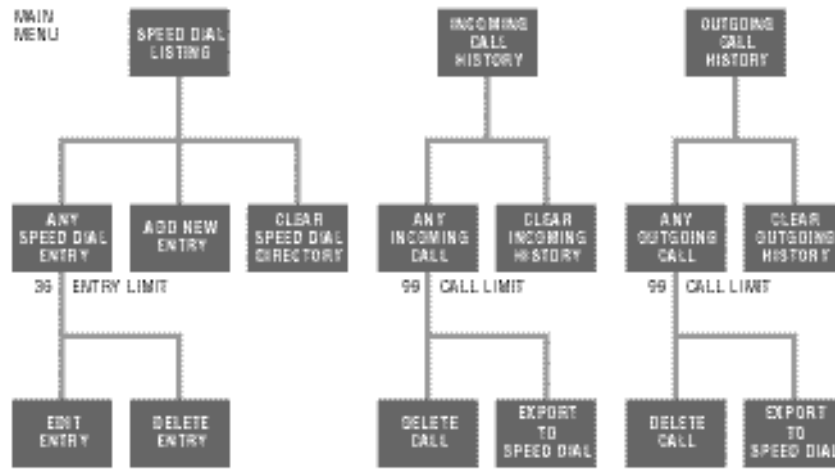 MAIN
MENU
SPEED DIAL
LISTING
INCOMING
CALL
HISTORY
OUTGOING
CALL
HISTORY
ANY
SPEED DIAL
ENTRY
ADD NEW
ENTRY
CLEAR
SPEED DIAL
DIRECTORY
ANY
INCOMING
CALL
CLEAR
INCOMING
HISTORY
ANY
OUTGOING
CALL
CLEAR
OUTGOING
HISTORY
36 ENTRY LIMIT
99 CALL LIMIT
99 CALL LIMIT
EDIT
ENTRY
DELETE
ENTRY
DELETE
CALL
EXPORT
TO
SPEED DIAL
DELETE
CALL
EXPORT
TO
SPEED DIAL